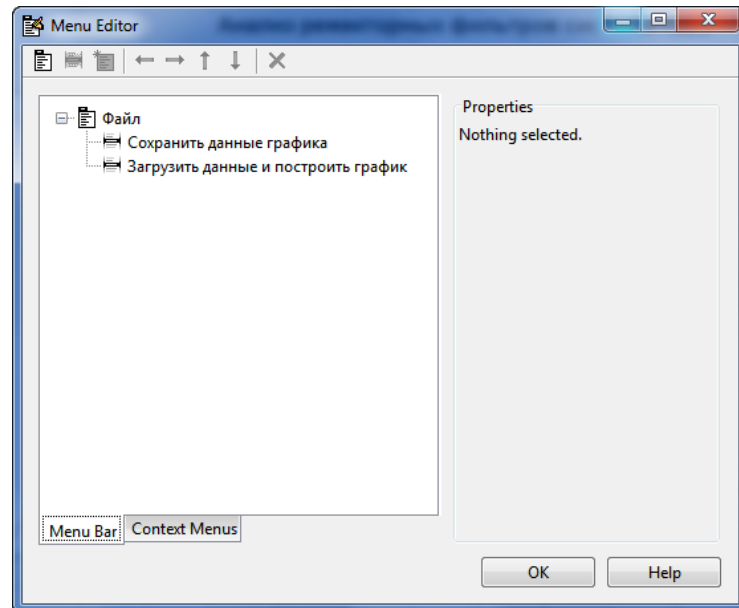 Menu Editor
Файл
Сохранить данные графика
Загрузить данные и построить график
Properties
Nothing selected.
Menu Bar
Context Menus
OK
Help